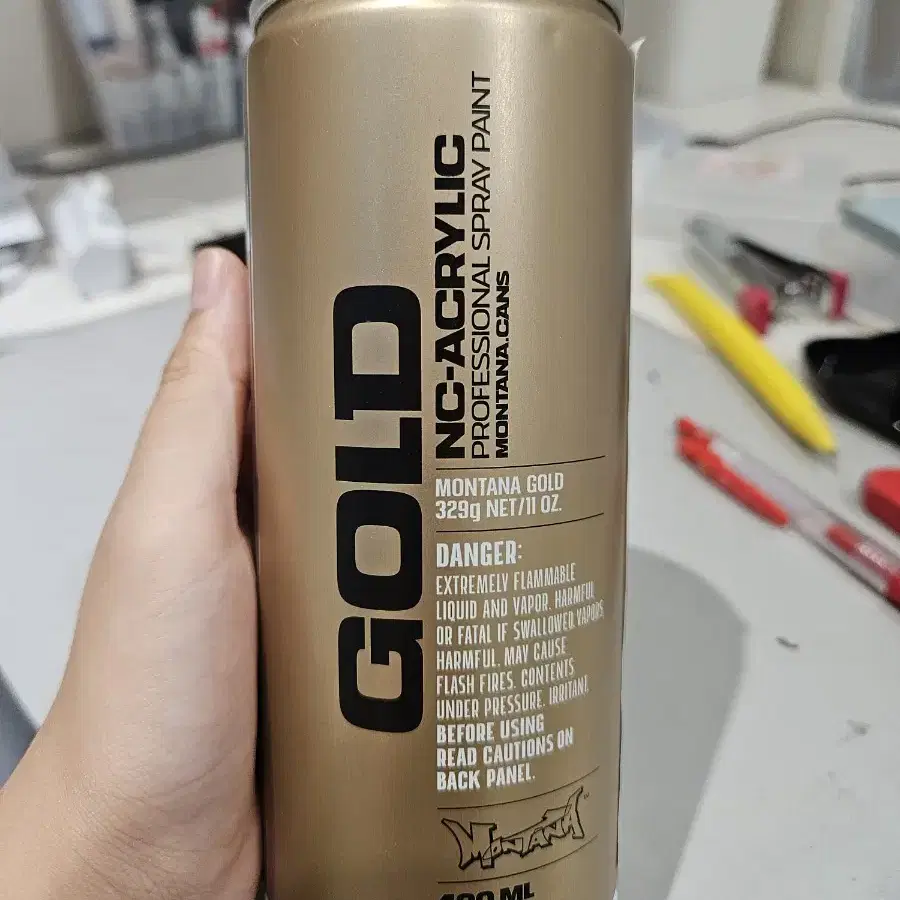 GOLD
NC-ACRYLIC
PROFESSIONAL SPRAY PAINT
MONTANA.CANS
MONTANA GOLD
329g NET/11 OZ.
DANGER:
EXTREMELY FLAMMABLE
LIQUID AND VAPOR. HARMFUL
OR FATAL IF SWALLOWED. VAPORS
HARMFUL. MAY CAUSE
FLASH FIRES. CONTENTS
UNDER PRESSURE. IRRITANT.
BEFORE USING
READ CAUTIONS ON
BACK PANEL.
MONTANA
400 ML